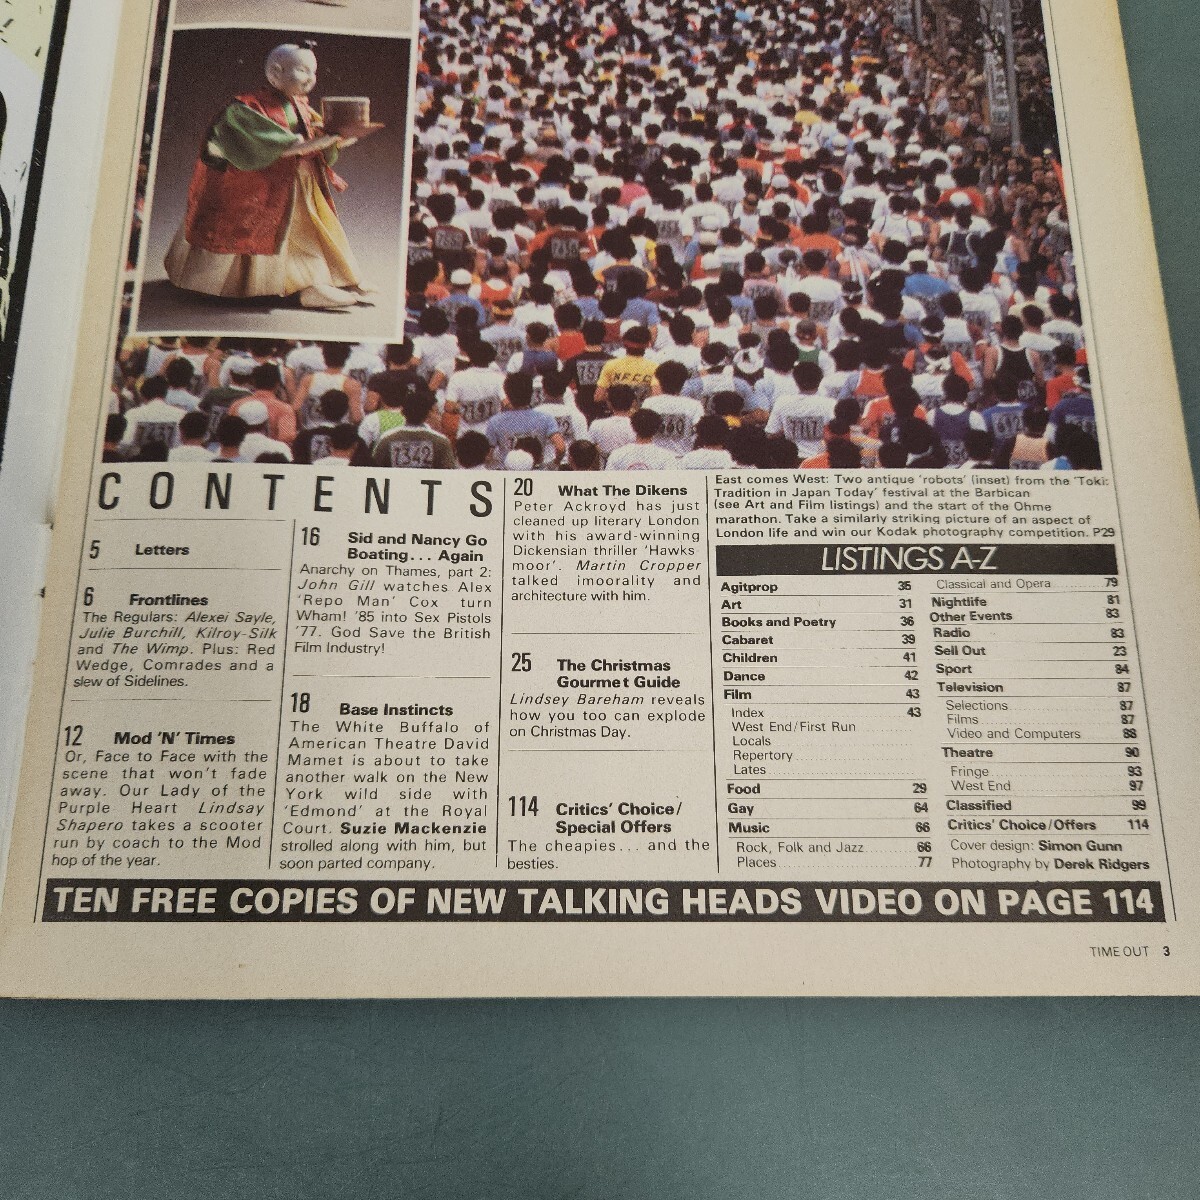 CONTENTS
5 Letters
6 Frontlines
The Regulars: Alexei Sayle,
Julie Burchill, Kilroy-Silk
and The Wimp. Plus: Red
Wedge, Comrades and a
slew of Sidelines.
12 Mod 'N' Times
Or, Face to Face with the
scene that won't fade
away. Our Lady of the
Purple Heart Lindsay
Shapero takes a scooter
run by coach to the Mod
hop of the year.
16 Sid and Nancy Go
Boating... Again
Anarchy on Thames, part 2:
John Gill watches Alex
'Repo Man' Cox turn
Wham! '85 into Sex Pistols
'77. God Save the British
Film Industry!
18 Base Instincts
The White Buffalo of
American Theatre David
Mamet is about to take
another walk on the New
York wild side with
'Edmond' at the Royal
Court. Suzie Mackenzie
strolled along with him, but
soon parted company.
20 What The Dikens
Peter Ackroyd has just
cleaned up literary London
with his award-winning
Dickensian thriller 'Hawks-
moor'. Martin Cropper
talked imoorality and
architecture with him.
25 The Christmas
Gourmet Guide
Lindsey Bareham reveals
how you too can explode
on Christmas Day.
114 Critics' Choice/
Special Offers
The cheapies... and the
besties.
East comes West: Two antique 'robots' (inset) from the 'Toki:
Tradition in Japan Today' festival at the Barbican
(see Art and Film listings) and the start of the Ohme
marathon. Take a similarly striking picture of an aspect of
London life and win our Kodak photography competition. P29
LISTINGS A-Z
Agitprop 35
Art 31
Books and Poetry 36
Cabaret 39
Children 41
Dance 42
Film 43
Index 43
West End/First Run
Locals
Repertory
Lates
Food 29
Gay 64
Music 66
Rock, Folk and Jazz 66
Places 77
Classical and Opera 79
Nightlife 81
Other Events 83
Radio 83
Sell Out 23
Sport 84
Television 87
Selections 87
Films 87
Video and Computers 88
Theatre 90
Fringe 93
West End 97
Classified 99
Critics' Choice/Offers 114
Cover design: Simon Gunn
Photography by Derek Ridgers
TEN FREE COPIES OF NEW TALKING HEADS VIDEO ON PAGE 114
TIME OUT 3
7342
7717